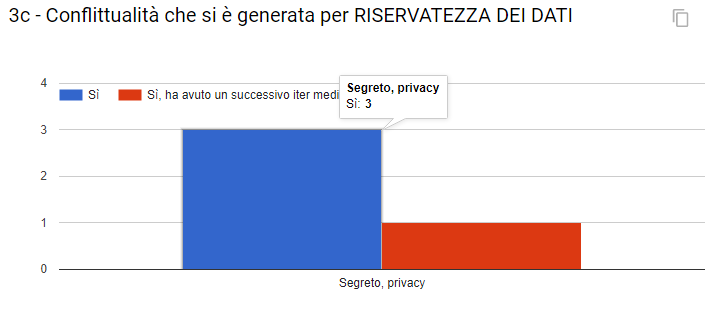 3c - Conflittualità che si è generata per RISERVATEZZA DEI DATI
4
Sì
Sì, ha avuto un successivo iter medi
Segreto, privacy
Sì: 3
3
2
1
0
Segreto, privacy